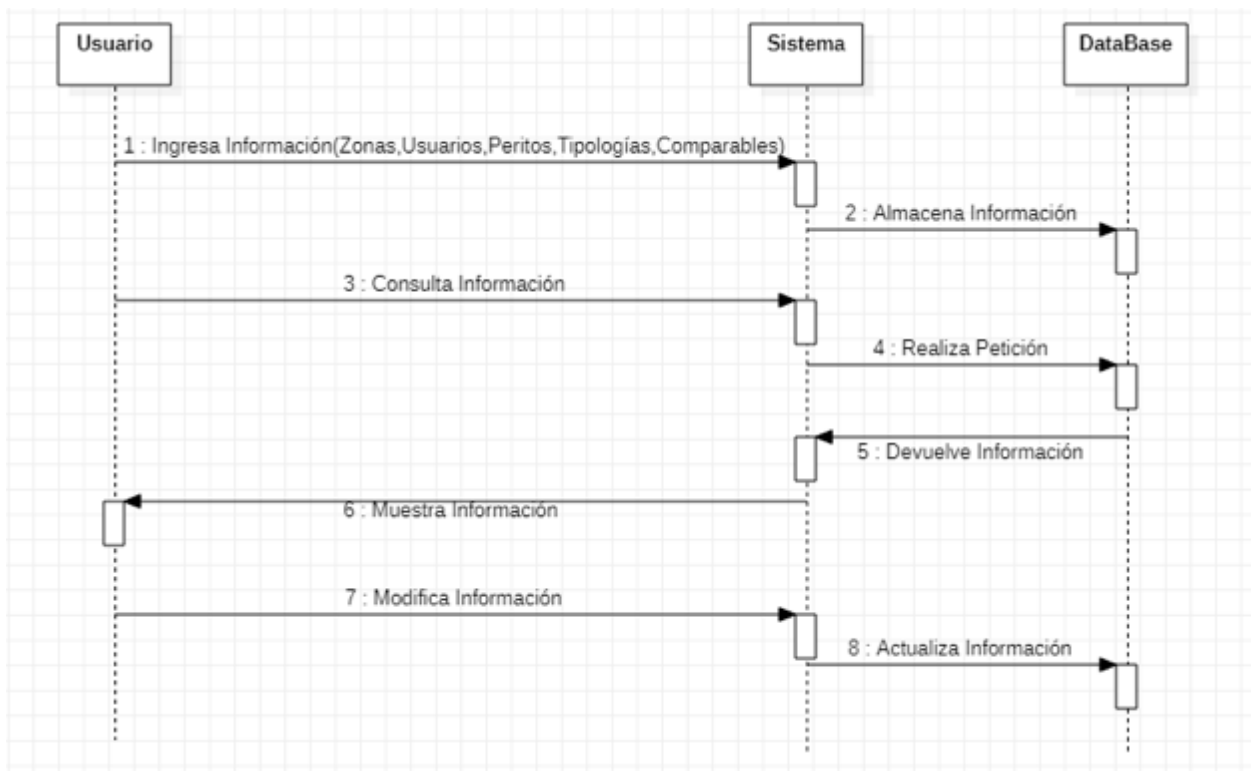 Usuario
Sistema
DataBase
1 : Ingresa Información(Zonas,Usuarios,Peritos,Tipologías,Comparables)
2 : Almacena Información
3 : Consulta Información
4 : Realiza Petición
5 : Devuelve Información
6 : Muestra Información
7 : Modifica Información
8 : Actualiza Información